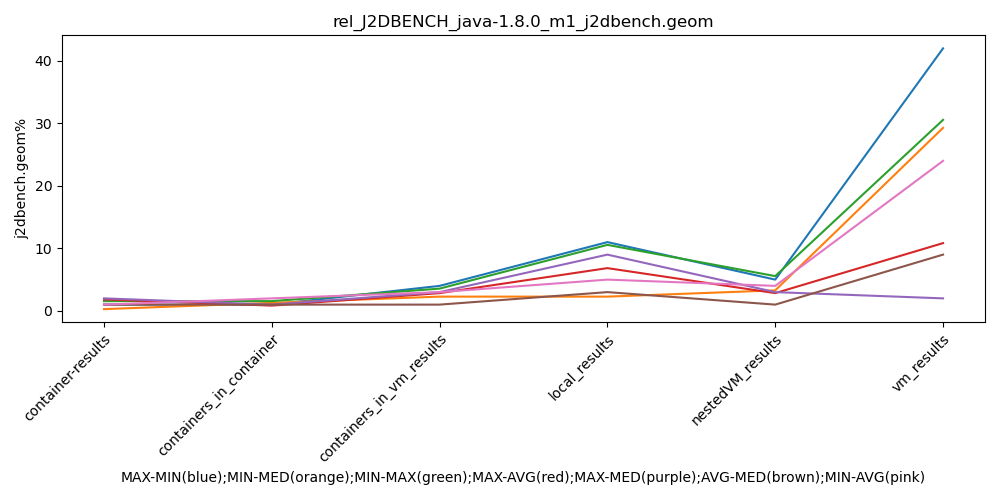 rel_J2DBENCH_java-1.8.0_m1_j2dbench.geom
j2dbench.geom%
40
30
20
10
0
container-results
containers_in_container
containers_in_vm_results
local_results
nestedVM_results
vm_results
MAX-MIN(blue);MIN-MED(orange);MIN-MAX(green);MAX-AVG(red);MAX-MED(purple);AVG-MED(brown);MIN-AVG(pink)